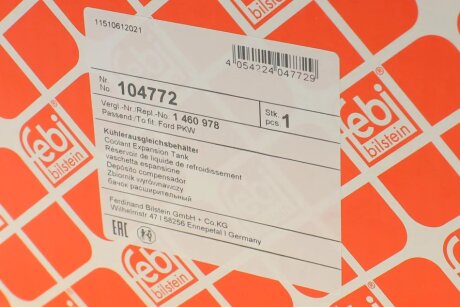 11510612021
4 054224 047729
Nr.
No 104772
Vergl.-Nr./Repl.-No: 1 460 978
Passend./To fit: Ford PKW
Stk
pcs 1
Kühlerausgleichsbehälter
Coolant Expansion Tank
Réservoir de liquide de refroidissement
vaschetta espansione
Depósito compensador
Zbiornik wyrównawczy
бачок расширительный
Ferdinand Bilstein GmbH + Co.KG
Wilhelmstr. 47 I 58256 Ennepetal I Germany
EAC
febi
bilstein
febi
bilstein
febi
bilstein
febi
bilstein